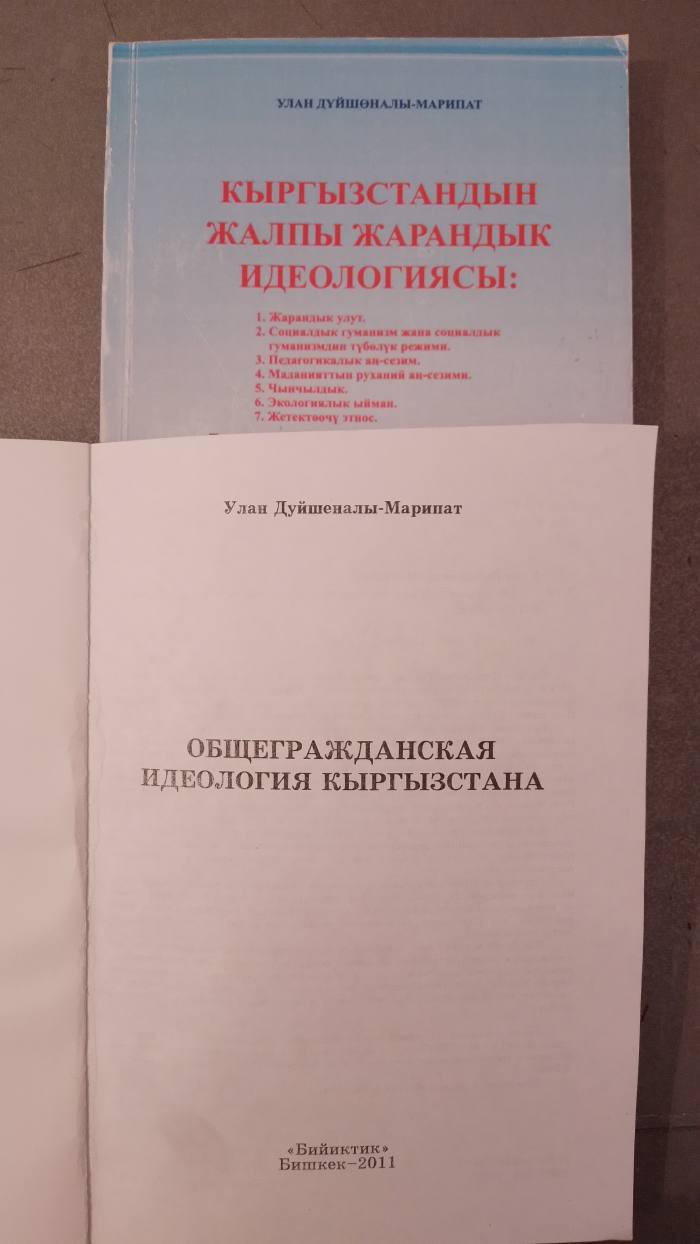 УЛАН ДҮЙШӨНАЛЫ-МАРИПАТ
КЫРГЫЗСТАНДЫН
ЖАЛПЫ ЖАРАНДЫК
ИДЕОЛОГИЯСЫ:
1. Жарандык улут.
2. Социалдык гуманизм жана социалдык
гуманизмдин түбөлүк режими.
3. Педагогикалык аң-сезим.
4. Маданияттын руханий аң-сезими.
5. Чынчылдык.
6. Экологиялык ыйман.
7. Жетектөөчү этнос.
Улан Дуйшеналы-Марипат
ОБЩЕГРАЖДАНСКАЯ
ИДЕОЛОГИЯ КЫРГЫЗСТАНА
«Бийиктик»
Бишкек–2011